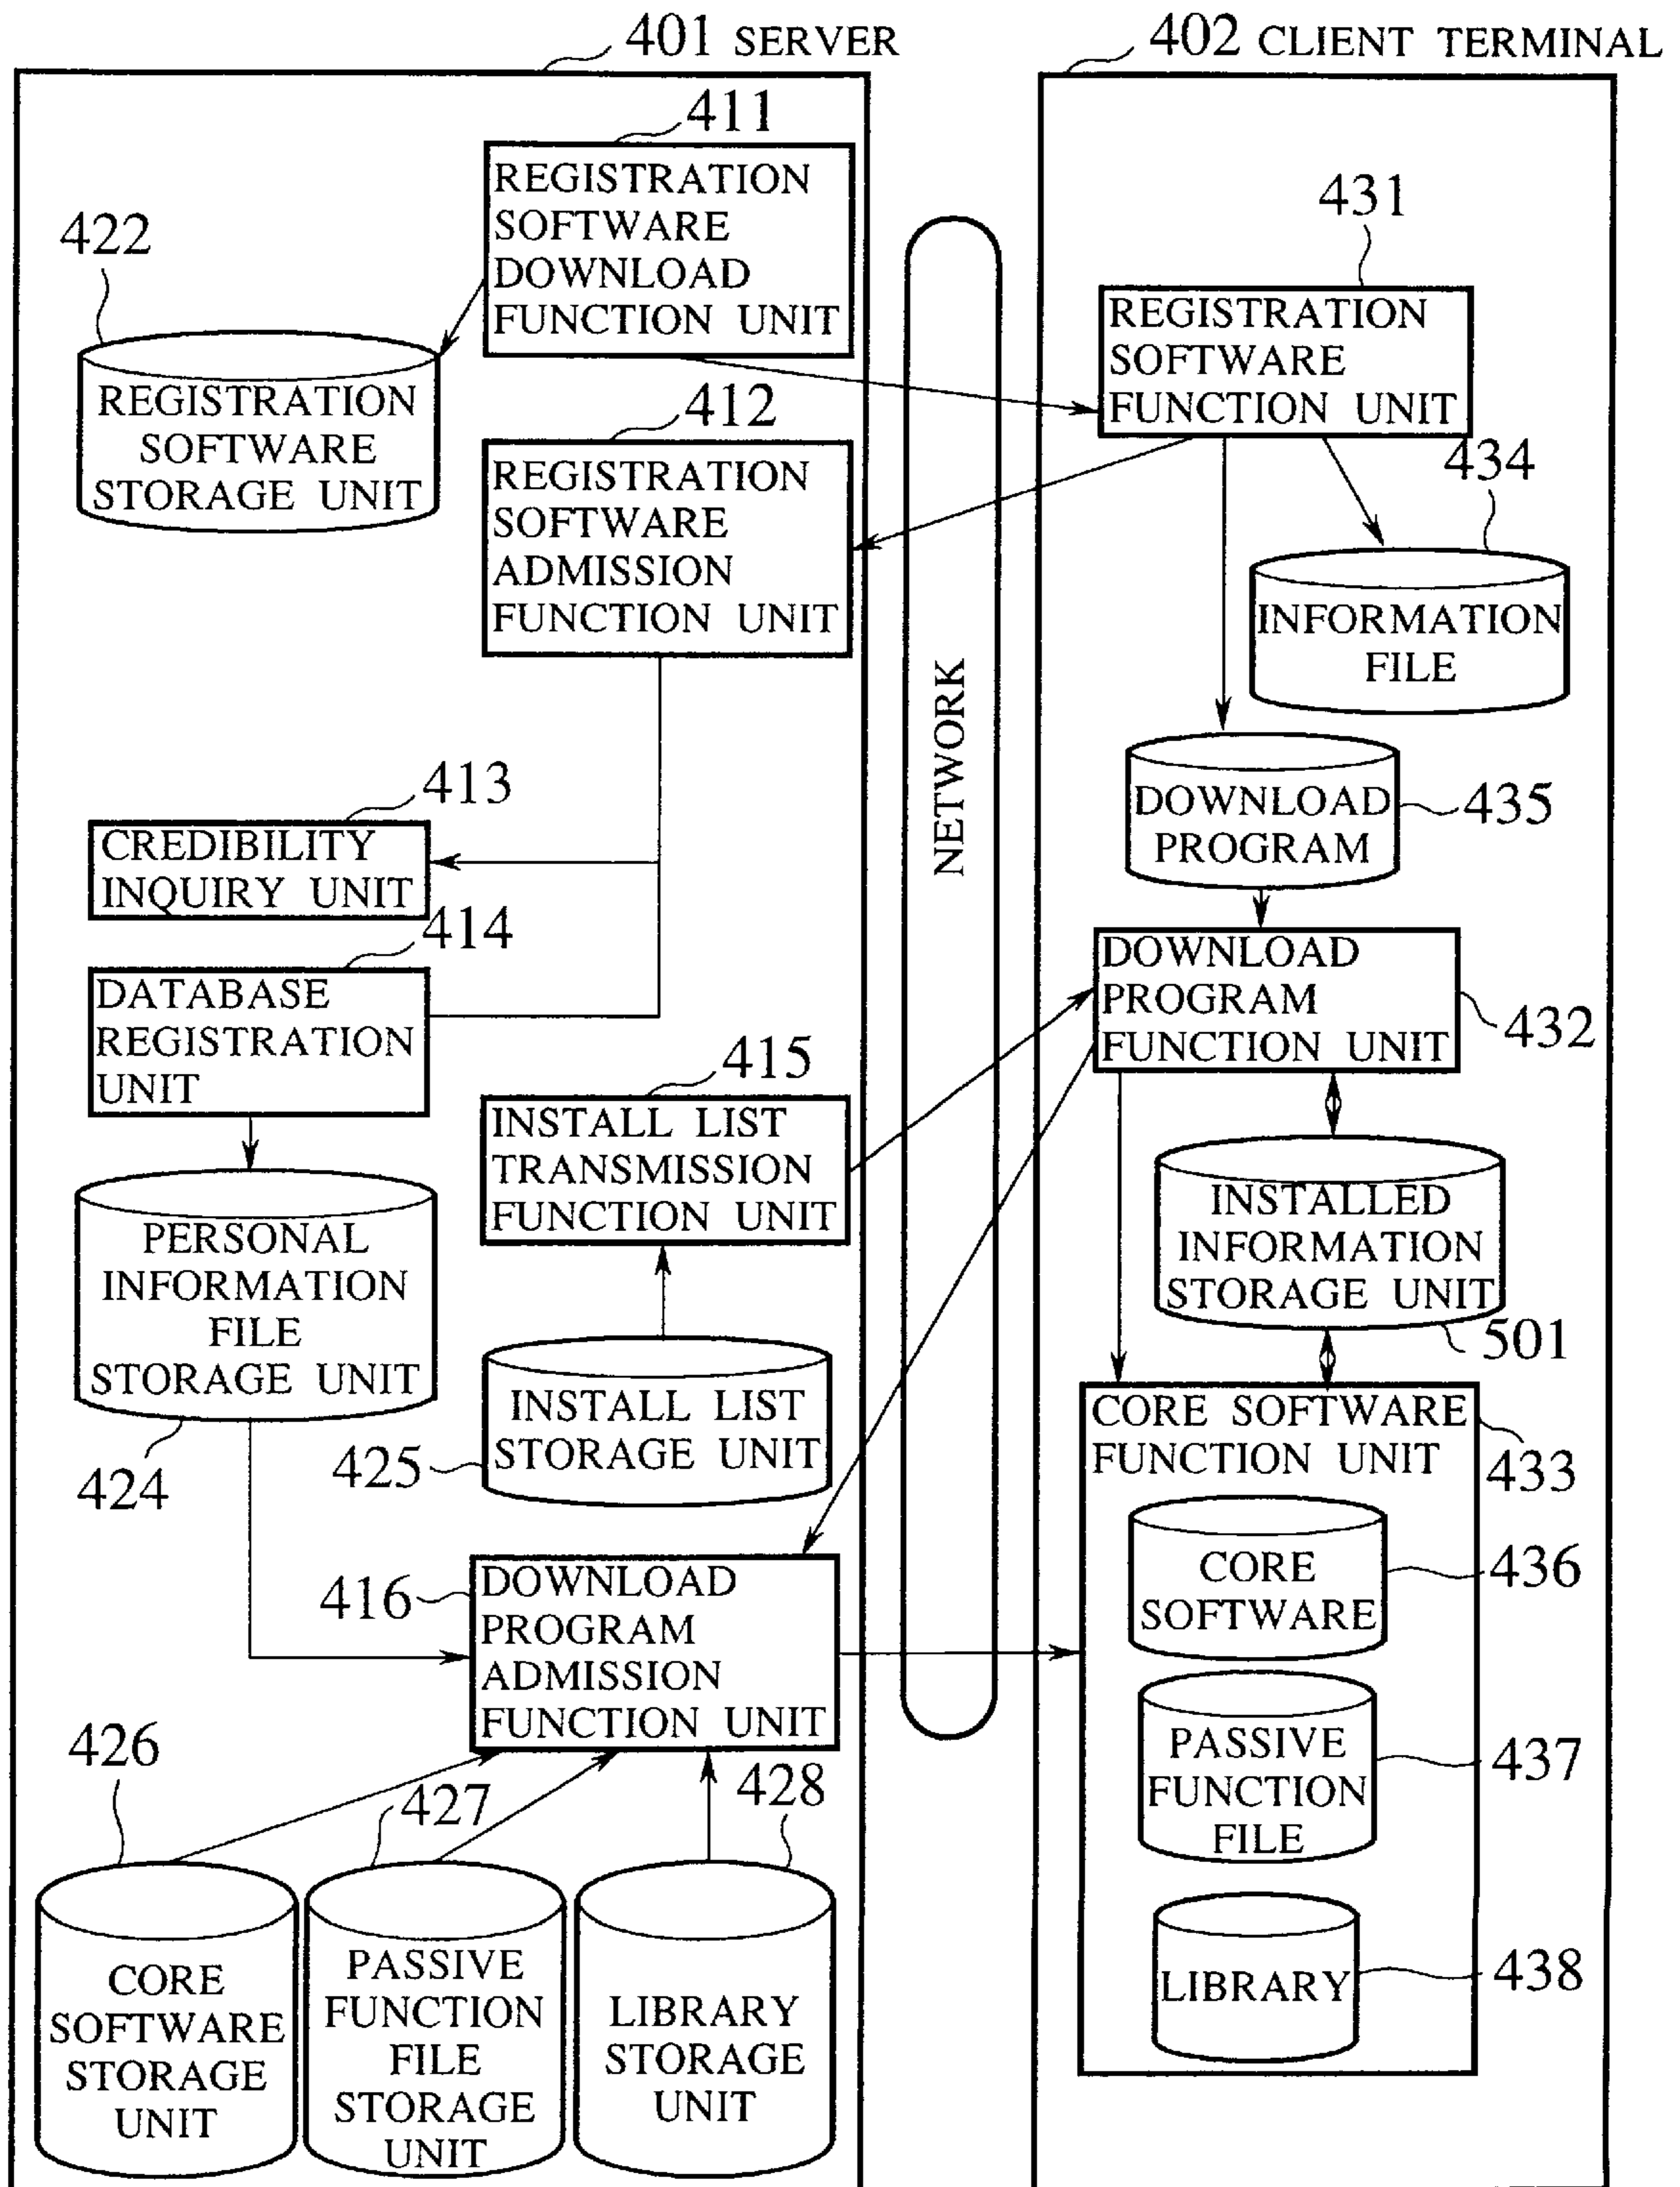 401 SERVER
411
REGISTRATION
SOFTWARE
DOWNLOAD
FUNCTION UNIT
422
REGISTRATION
SOFTWARE
STORAGE UNIT
412
REGISTRATION
SOFTWARE
ADMISSION
FUNCTION UNIT
413
CREDIBILITY
INQUIRY UNIT
414
DATABASE
REGISTRATION
UNIT
415
INSTALL LIST
TRANSMISSION
FUNCTION UNIT
PERSONAL
INFORMATION
FILE
STORAGE UNIT
424
INSTALL LIST
STORAGE UNIT
425
416
DOWNLOAD
PROGRAM
ADMISSION
FUNCTION UNIT
426
427
428
CORE
SOFTWARE
STORAGE
UNIT
PASSIVE
FUNCTION
FILE
STORAGE
UNIT
LIBRARY
STORAGE
UNIT
NETWORK
402 CLIENT TERMINAL
431
REGISTRATION
SOFTWARE
FUNCTION UNIT
434
INFORMATION
FILE
DOWNLOAD
PROGRAM
435
DOWNLOAD
PROGRAM
FUNCTION UNIT
432
INSTALLED
INFORMATION
STORAGE UNIT
501
CORE SOFTWARE
FUNCTION UNIT
433
CORE
SOFTWARE
436
PASSIVE
FUNCTION
FILE
437
LIBRARY
438